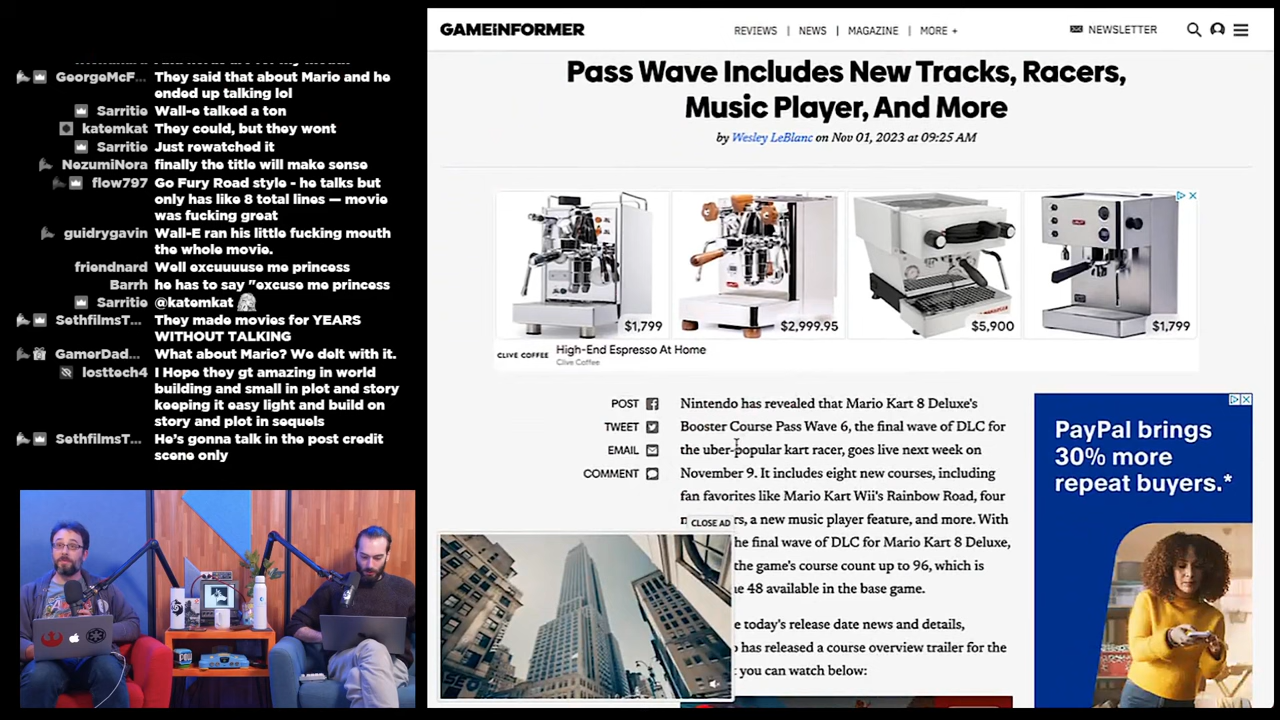 GeorgeMcF... They said that about Mario and he
ended up talking lol
Sarritie Wall-e talked a ton
katemkat They could, but they wont
Sarritie Just rewatched it
NezumiNora finally the title will make sense
flow797 Go Fury Road style - he talks but
only has like 8 total lines — movie
was fucking great
guidrygavin Wall-E ran his little fucking mouth
the whole movie.
friendnard Well excuuuuse me princess
Barrh he has to say "excuse me princess
Sarritie @katemkat
SethfilmsT... They made movies for YEARS
WITHOUT TALKING
GamerDad... What about Mario? We delt with it.
losttech4 I Hope they gt amazing in world
building and small in plot and story
keeping it easy light and build on
story and plot in sequels
SethfilmsT... He's gonna talk in the post credit
scene only
GAMEiNFORMER
REVIEWS | NEWS | MAGAZINE | MORE +
NEWSLETTER
Pass Wave Includes New Tracks, Racers,
Music Player, And More
by Wesley LeBlanc on Nov 01, 2023 at 09:25 AM
$1,799
$2,999.95
$5,900
$1,799
CLIVE COFFEE
High-End Espresso At Home
Clive Coffee
POST
TWEET
EMAIL
COMMENT
Nintendo has revealed that Mario Kart 8 Deluxe's
Booster Course Pass Wave 6, the final wave of DLC for
the uber-popular kart racer, goes live next week on
November 9. It includes eight new courses, including
fan favorites like Mario Kart Wii's Rainbow Road, four
rs, a new music player feature, and more. With
he final wave of DLC for Mario Kart 8 Deluxe,
the game's course count up to 96, which is
e 48 available in the base game.
e today's release date news and details,
has released a course overview trailer for the
you can watch below:
CLOSE AD
PayPal brings
30% more
repeat buyers.*